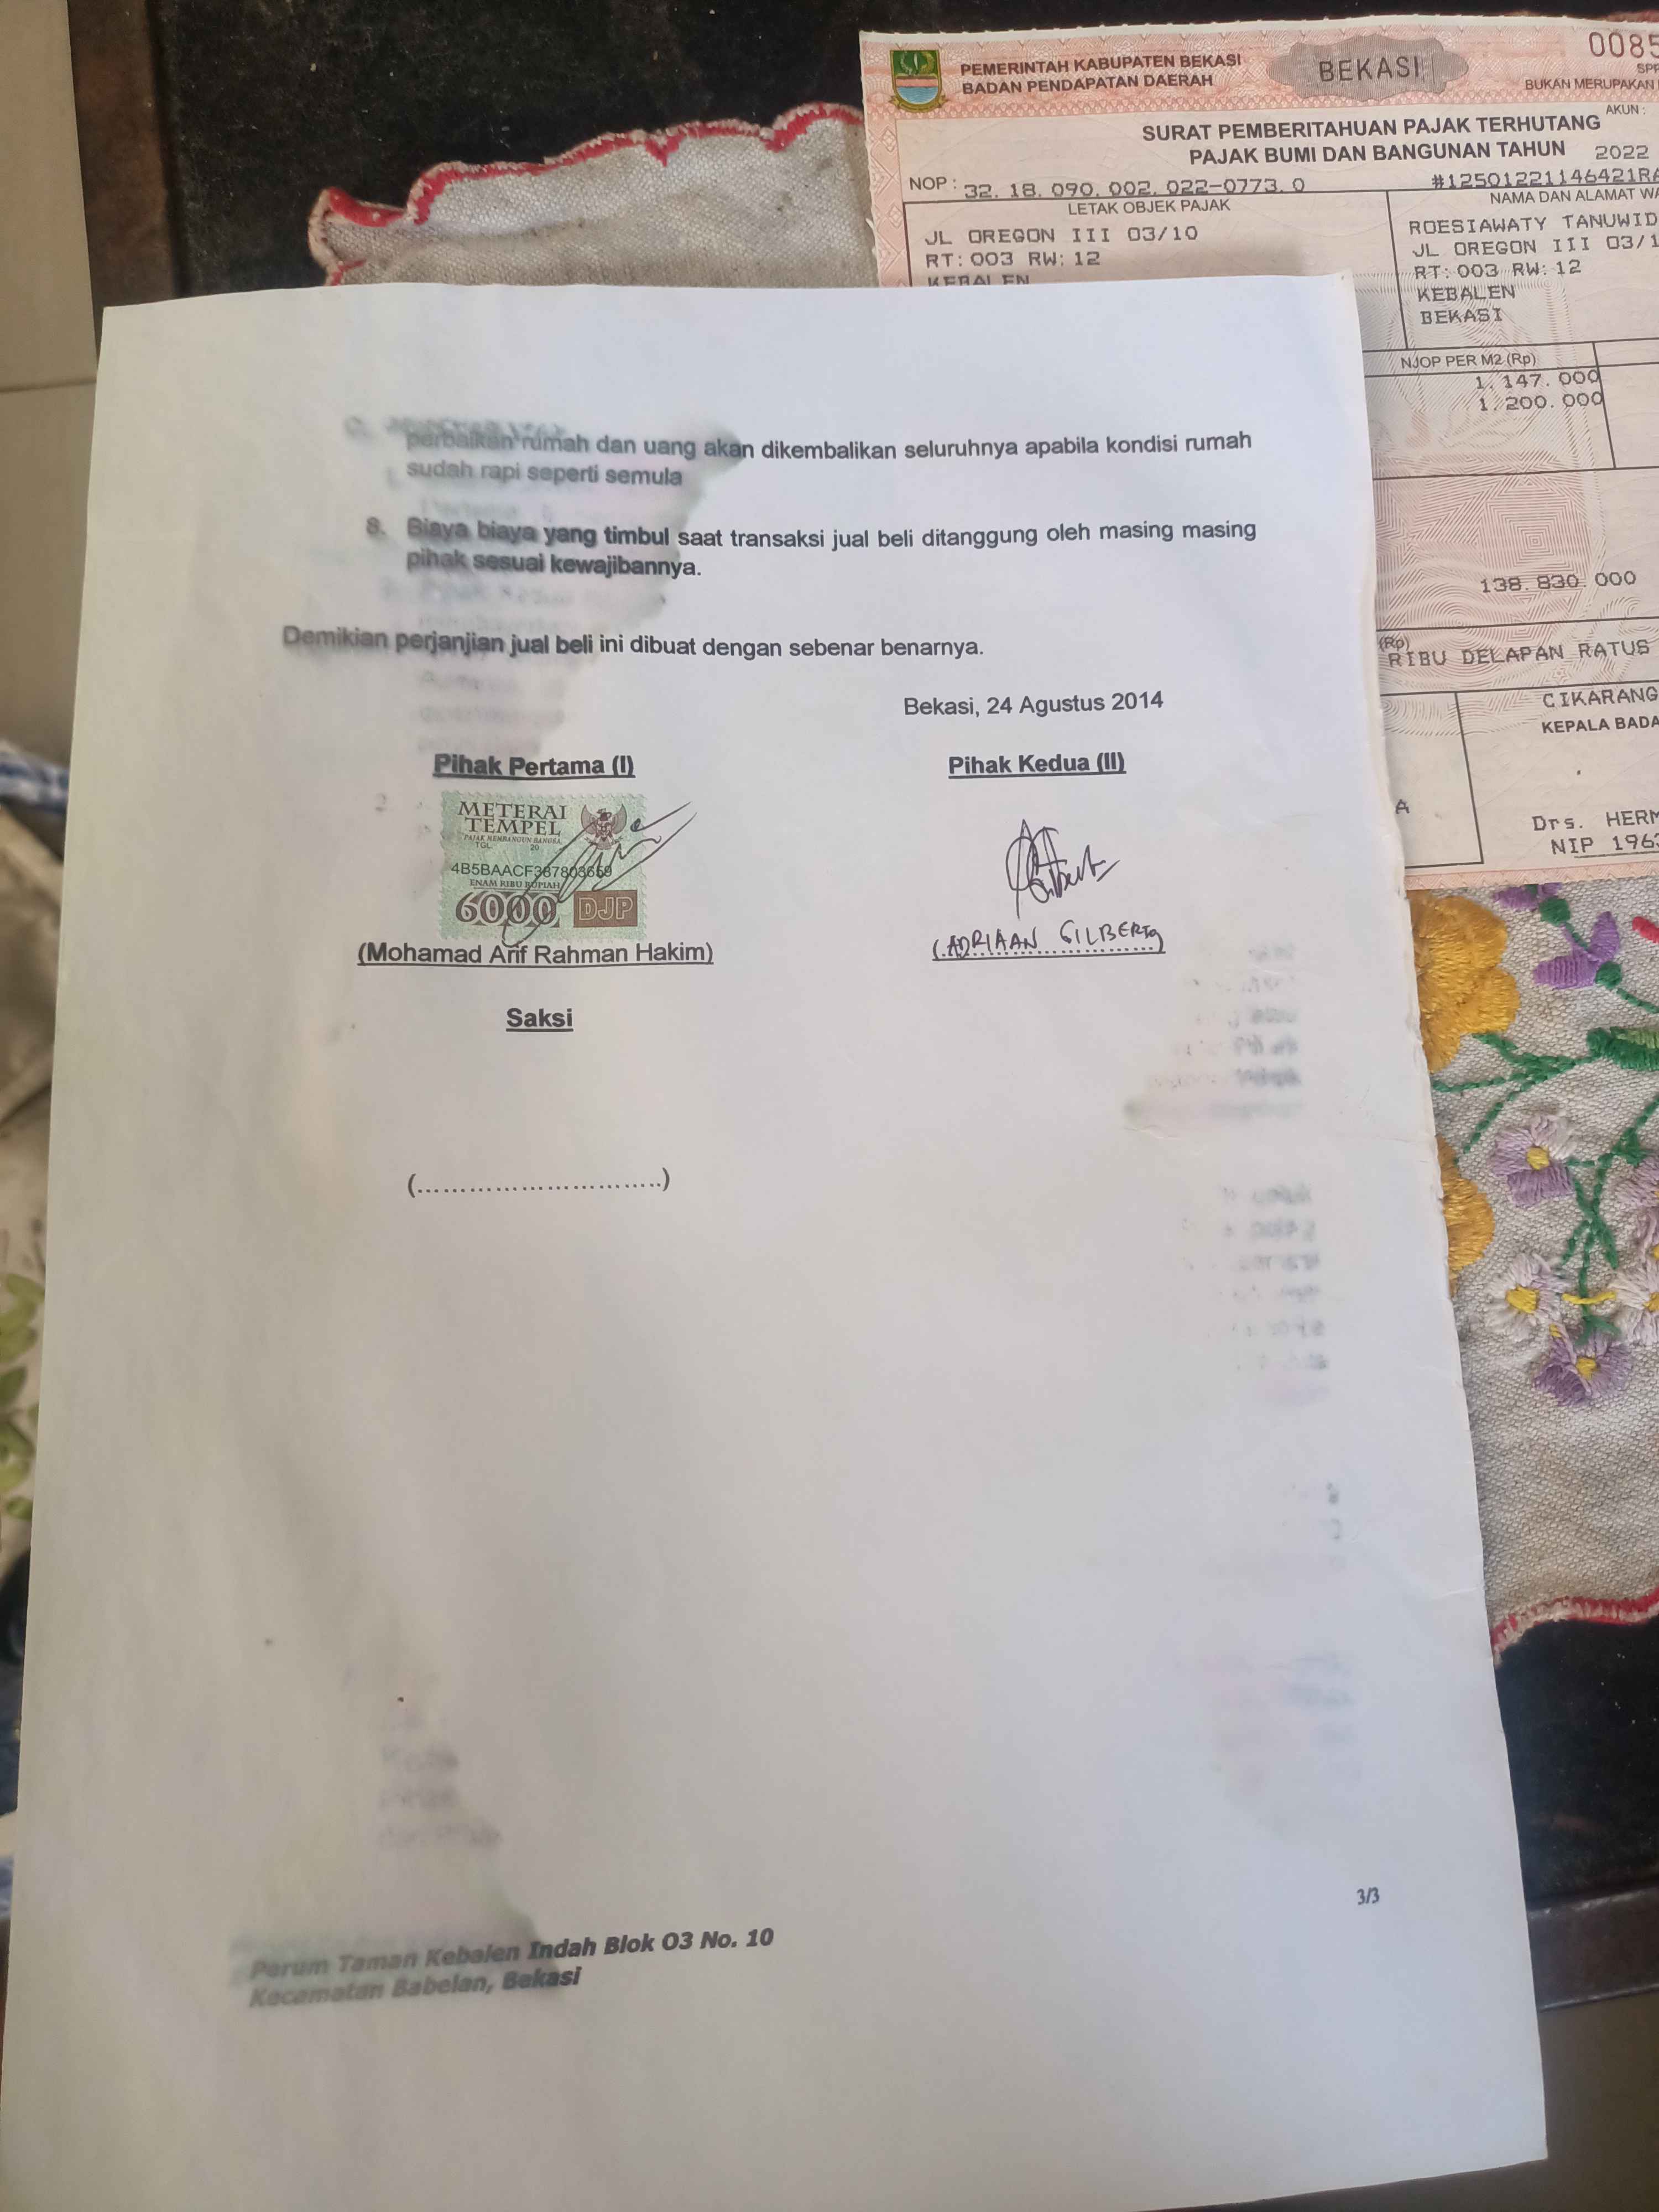 PEMERINTAH KABUPATEN BEKASI
BADAN PENDAPATAN DAERAH
BEKASI
0085
BUKAN MERUPAKAN
AKUN :
SURAT PEMBERITAHUAN PAJAK TERHUTANG
PAJAK BUMI DAN BANGUNAN TAHUN 2022
NOP : 32. 18. 090. 002. 022-0773. 0
#12501221146421R
LETAK OBJEK PAJAK
NAMA DAN ALAMAT
JL OREGON III 03/10
RT: 003 RW: 12
KEBALEN
ROESIAWATY TANUWID
JL OREGON III 03/1
RT: 003 RW: 12
KEBALEN
BEKASI
NJOP PER M2 (Rp)
1. 147. 000
1. 200. 000
138. 830. 000
(Rp)
RIBU DELAPAN RATUS
CIKARANG
KEPALA BADA
A
Drs. HERM
NIP 1963
perbaikan rumah dan uang akan dikembalikan seluruhnya apabila kondisi rumah
sudah rapi seperti semula
8. Biaya biaya yang timbul saat transaksi jual beli ditanggung oleh masing masing
pihak sesuai kewajibannya.
Demikian perjanjian jual beli ini dibuat dengan sebenar benarnya.
Bekasi, 24 Agustus 2014
Pihak Pertama (I)
Pihak Kedua (II)
METERAI
TEMPEL
PAJAK MEMBANGUN BANGSA
TGL 20
4B5BAACF387803659
ENAM RIBU RUPIAH
6000 DJP
(Mohamad Arif Rahman Hakim)
(ADRIAAN GILBERTO)
Saksi
(..............................)
3/3
Perum Taman Kebalen Indah Blok O3 No. 10
Kecamatan Babelan, Bekasi